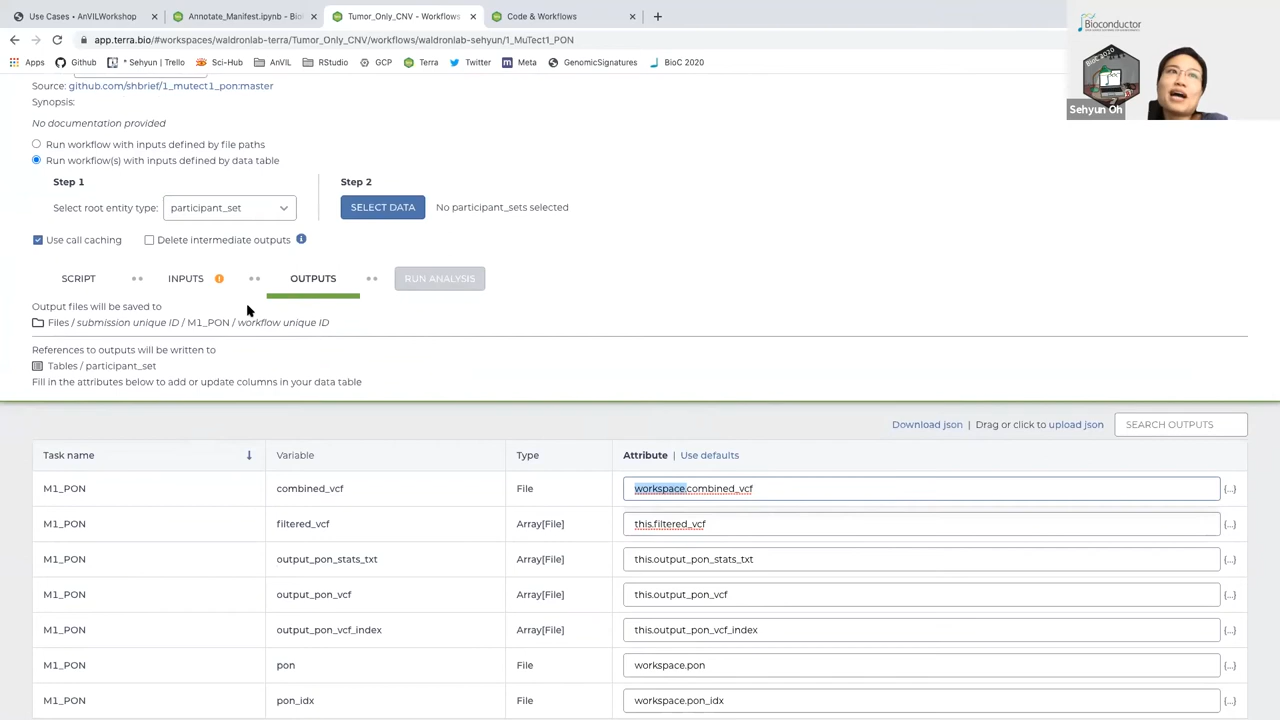 Use Cases • AnVILWorkshop
Annotate_Manifest.ipynb - Bio
Tumor_Only_CNV - Workflows
Code & Workflows
app.terra.bio/#workspaces/waldronlab-terra/Tumor_Only_CNV/workflows/waldronlab-sehyun/1_MuTect1_PON
Apps
Github
* Sehyun | Trello
Sci-Hub
AnVIL
RStudio
GCP
Terra
Twitter
Meta
GenomicSignatures
BioC 2020
Bioconductor
BioC 2020
Sehyun Oh
Source: github.com/shbrief/1_mutect1_pon:master
Synopsis:
No documentation provided
Run workflow with inputs defined by file paths
Run workflow(s) with inputs defined by data table
Step 1
Select root entity type: participant_set
Step 2
SELECT DATA No participant_sets selected
Use call caching Delete intermediate outputs
SCRIPT INPUTS OUTPUTS RUN ANALYSIS
Output files will be saved to
Files / submission unique ID / M1_PON / workflow unique ID
References to outputs will be written to
Tables / participant_set
Fill in the attributes below to add or update columns in your data table
Download json | Drag or click to upload json SEARCH OUTPUTS
Task name Variable Type Attribute | Use defaults
M1_PON combined_vcf File workspace.combined_vcf {...}
M1_PON filtered_vcf Array[File] this.filtered_vcf {...}
M1_PON output_pon_stats_txt Array[File] this.output_pon_stats_txt {...}
M1_PON output_pon_vcf Array[File] this.output_pon_vcf {...}
M1_PON output_pon_vcf_index Array[File] this.output_pon_vcf_index {...}
M1_PON pon File workspace.pon {...}
M1_PON pon_idx File workspace.pon_idx {...}